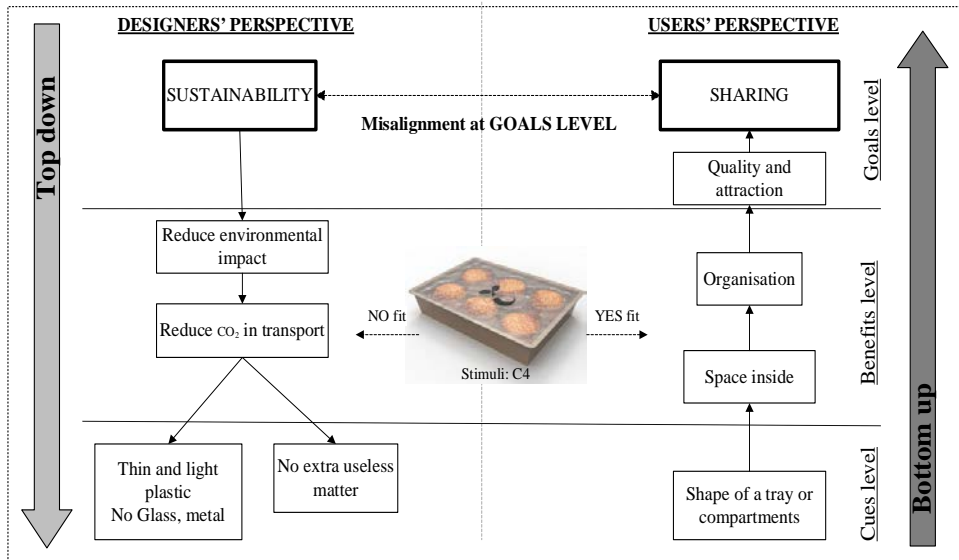 DESIGNERS' PERSPECTIVE
USERS' PERSPECTIVE
Top down
SUSTAINABILITY
SHARING
Misalignment at GOALS LEVEL
Quality and
attraction
Goals level
Reduce environmental
impact
Organisation
Reduce CO₂ in transport
NO fit
YES fit
Stimuli: C4
Space inside
Benefits level
Thin and light
plastic
No Glass, metal
No extra useless
matter
Shape of a tray or
compartments
Cues level
Bottom up